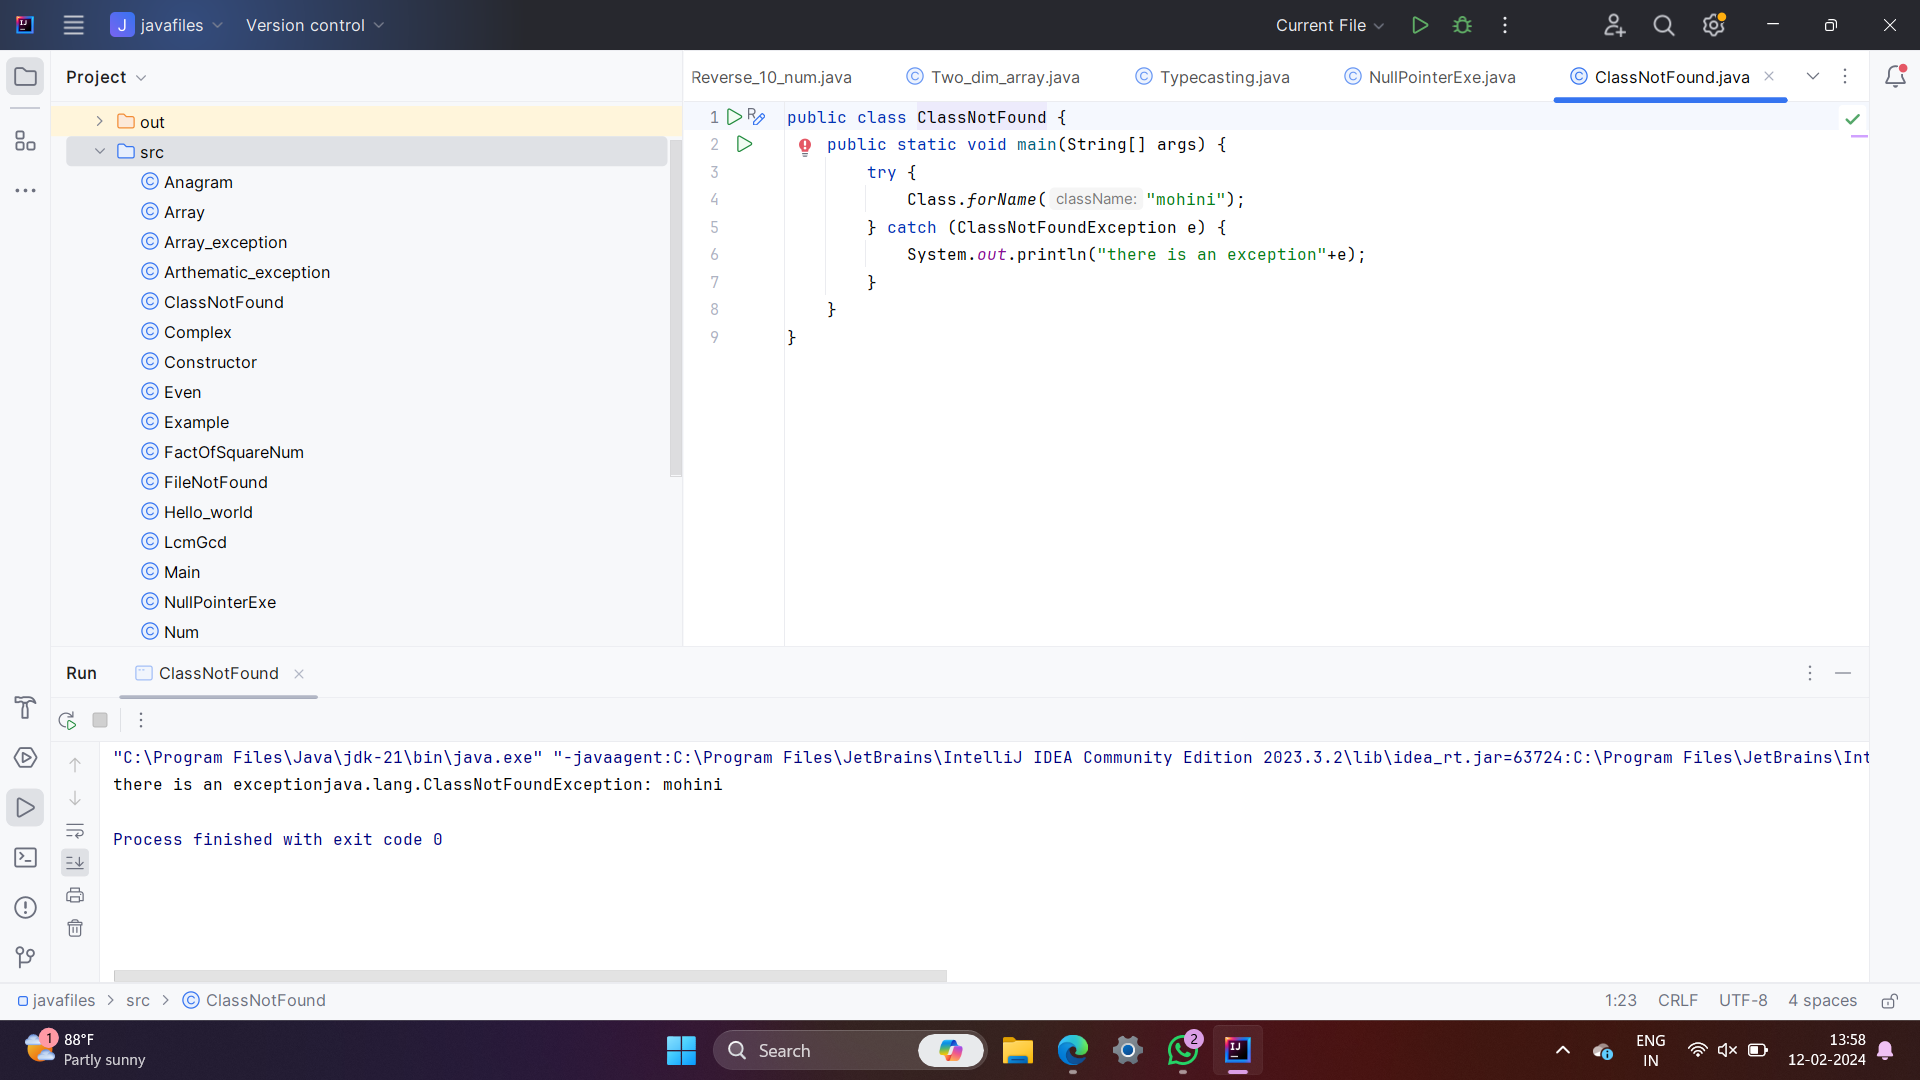 J javafiles Version control Current File
Project
out
src
Anagram
Array
Array_exception
Arthematic_exception
ClassNotFound
Complex
Constructor
Even
Example
FactOfSquareNum
FileNotFound
Hello_world
LcmGcd
Main
NullPointerExe
Num
Reverse_10_num.java Two_dim_array.java Typecasting.java NullPointerExe.java ClassNotFound.java
1 public class ClassNotFound {
2 public static void main(String[] args) {
3 try {
4 Class.forName( className: "mohini");
5 } catch (ClassNotFoundException e) {
6 System.out.println("there is an exception"+e);
7 }
8 }
9 }
Run ClassNotFound
"C:\Program Files\Java\jdk-21\bin\java.exe" "-javaagent:C:\Program Files\JetBrains\IntelliJ IDEA Community Edition 2023.3.2\lib\idea_rt.jar=63724:C:\Program Files\JetBrains\Int
there is an exceptionjava.lang.ClassNotFoundException: mohini
Process finished with exit code 0
javafiles > src > ClassNotFound 1:23 CRLF UTF-8 4 spaces
1 88°F
Partly sunny
Search
2
ENG
IN
13:58
12-02-2024